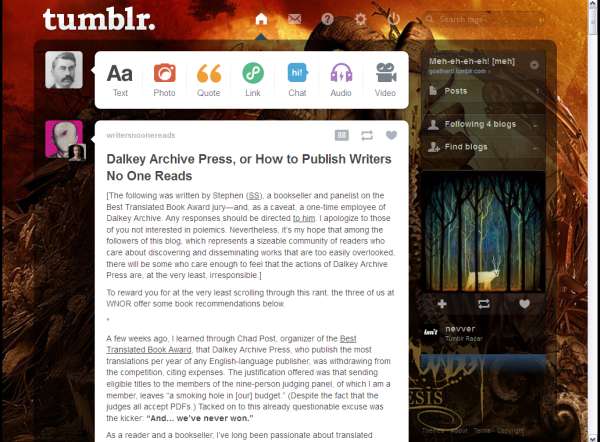 tumblr.
Search tags
Aa
hi!
Text Photo Quote Link Chat Audio Video
Meh-eh-eh-eh! [meh]
Posts 1
Following 4 blogs
Find blogs
writersnoonereads
Dalkey Archive Press, or How to Publish Writers
No One Reads
[The following was written by Stephen (SS), a bookseller and panelist on the
Best Translated Book Award jury—and, as a caveat, a one-time employee of
Dalkey Archive. Any responses should be directed to him. I apologize to those
of you not interested in polemics. Nevertheless, it's my hope that among the
followers of this blog, which represents a sizeable community of readers who
care about discovering and disseminating works that are too easily overlooked,
there will be some who care enough to feel that the actions of Dalkey Archive
Press are, at the very least, irresponsible.]
To reward you for at the very least scrolling through this rant, the three of us at
WNOR offer some book recommendations below.
*
A few weeks ago, I learned through Chad Post, organizer of the Best
Translated Book Award, that Dalkey Archive Press, who publish the most
translations per year of any English-language publisher, was withdrawing from
the competition, citing expenses. The justification offered was that sending
eligible titles to the members of the nine-person judging panel, of which I am a
member, leaves "a smoking hole in [our] budget." (Despite the fact that the
judges all accept PDFs.) Tacked on to this already questionable excuse was
the kicker: "And… we've never won."
As a reader and a bookseller, I've long been passionate about translated
isn't
nevver
Tumblr Radar
ESIS
Themes About Terms Copyright